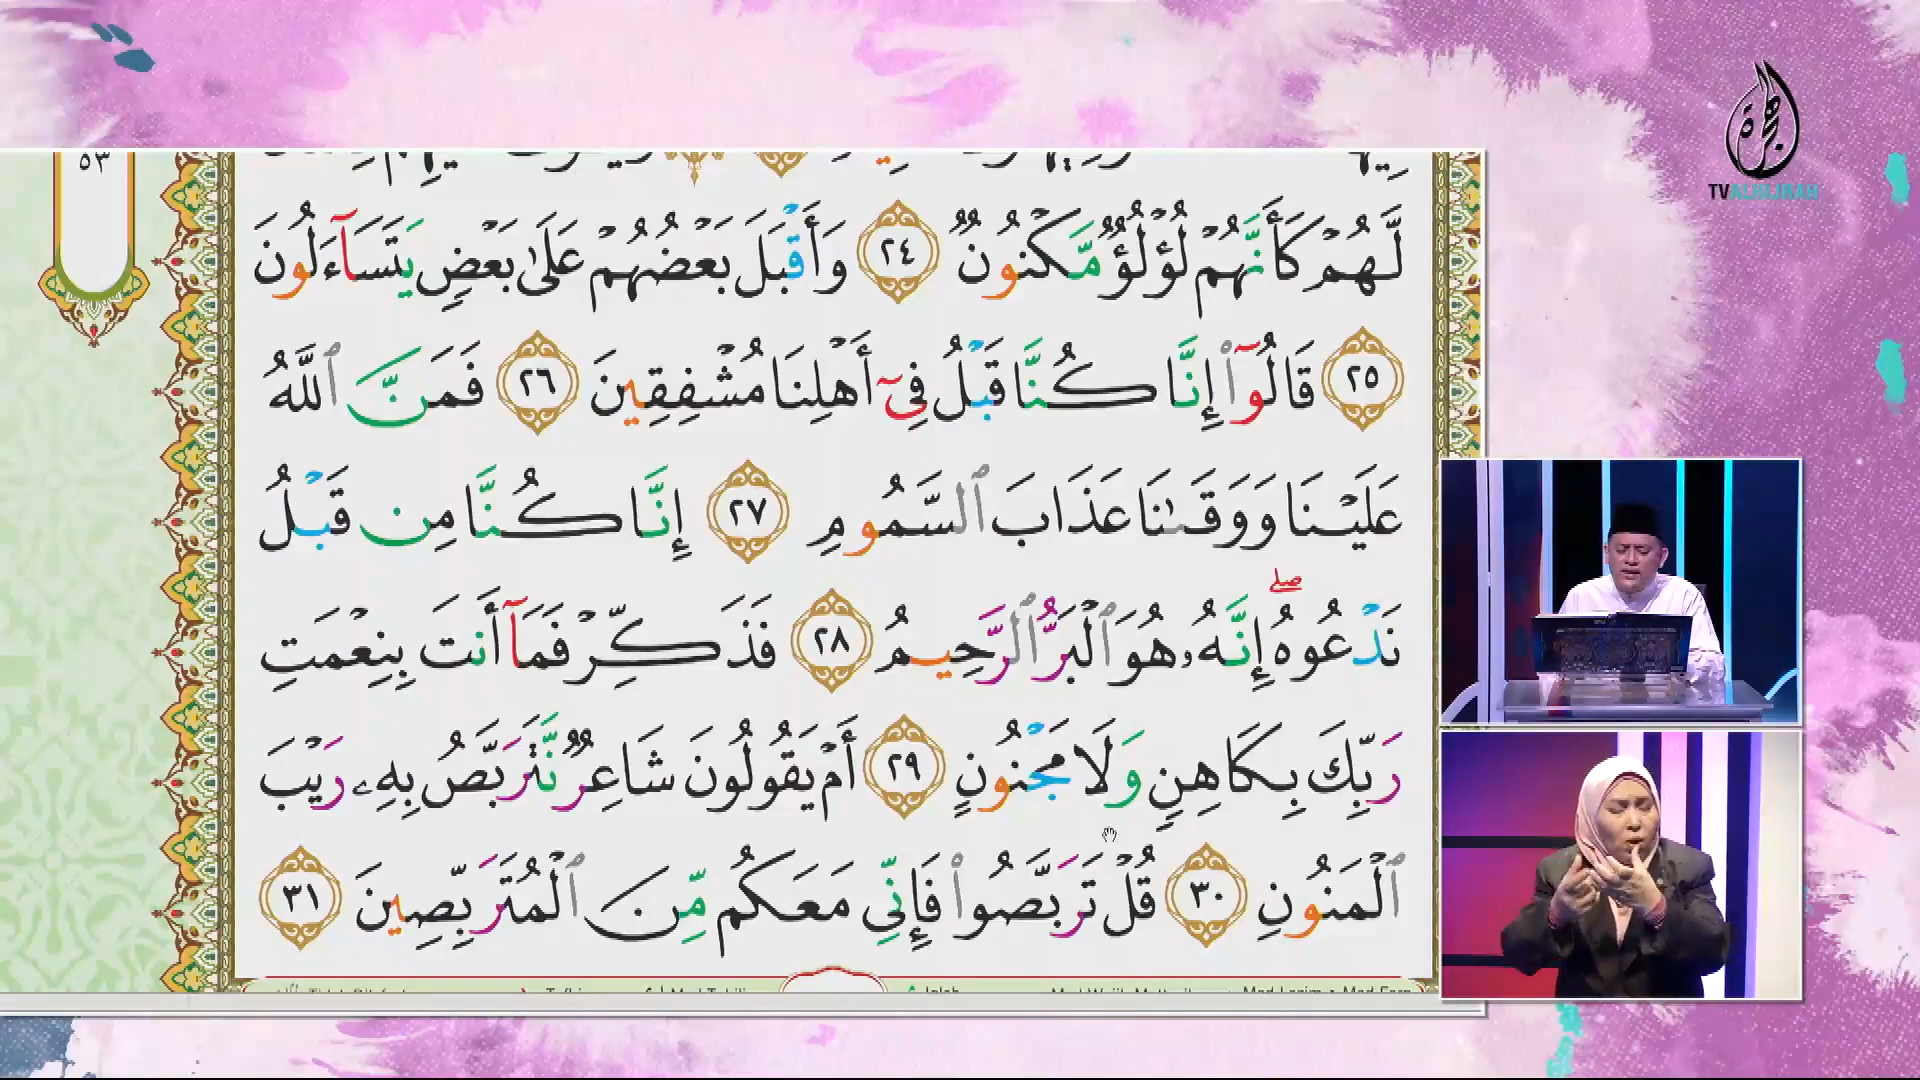 ٥٣
TVALHIJRAH
لَّهُمْ كَأَنَّهُمْ لُؤْلُؤٌ مَّكْنُونٌ ٢٤ وَأَقْبَلَ بَعْضُهُمْ عَلَىٰ بَعْضٍ يَتَسَآءَلُونَ
٢٥ قَالُوٓا۟ إِنَّا كُنَّا قَبْلُ فِىٓ أَهْلِنَا مُشْفِقِينَ ٢٦ فَمَنَّ ٱللَّهُ
عَلَيْنَا وَوَقَىٰنَا عَذَابَ ٱلسَّمُومِ ٢٧ إِنَّا كُنَّا مِن قَبْلُ
نَدْعُوهُ ۖ إِنَّهُۥ هُوَ ٱلْبَرُّ ٱلرَّحِيمُ ٢٨ فَذَكِّرْ فَمَآ أَنتَ بِنِعْمَتِ
رَبِّكَ بِكَاهِنٍ وَلَا مَجْنُونٍ ٢٩ أَمْ يَقُولُونَ شَاعِرٌ نَّتَرَبَّصُ بِهِۦ رَيْبَ
ٱلْمَنُونِ ٣٠ قُلْ تَرَبَّصُوا۟ فَإِنِّى مَعَكُم مِّنَ ٱلْمُتَرَبِّصِينَ ٣١